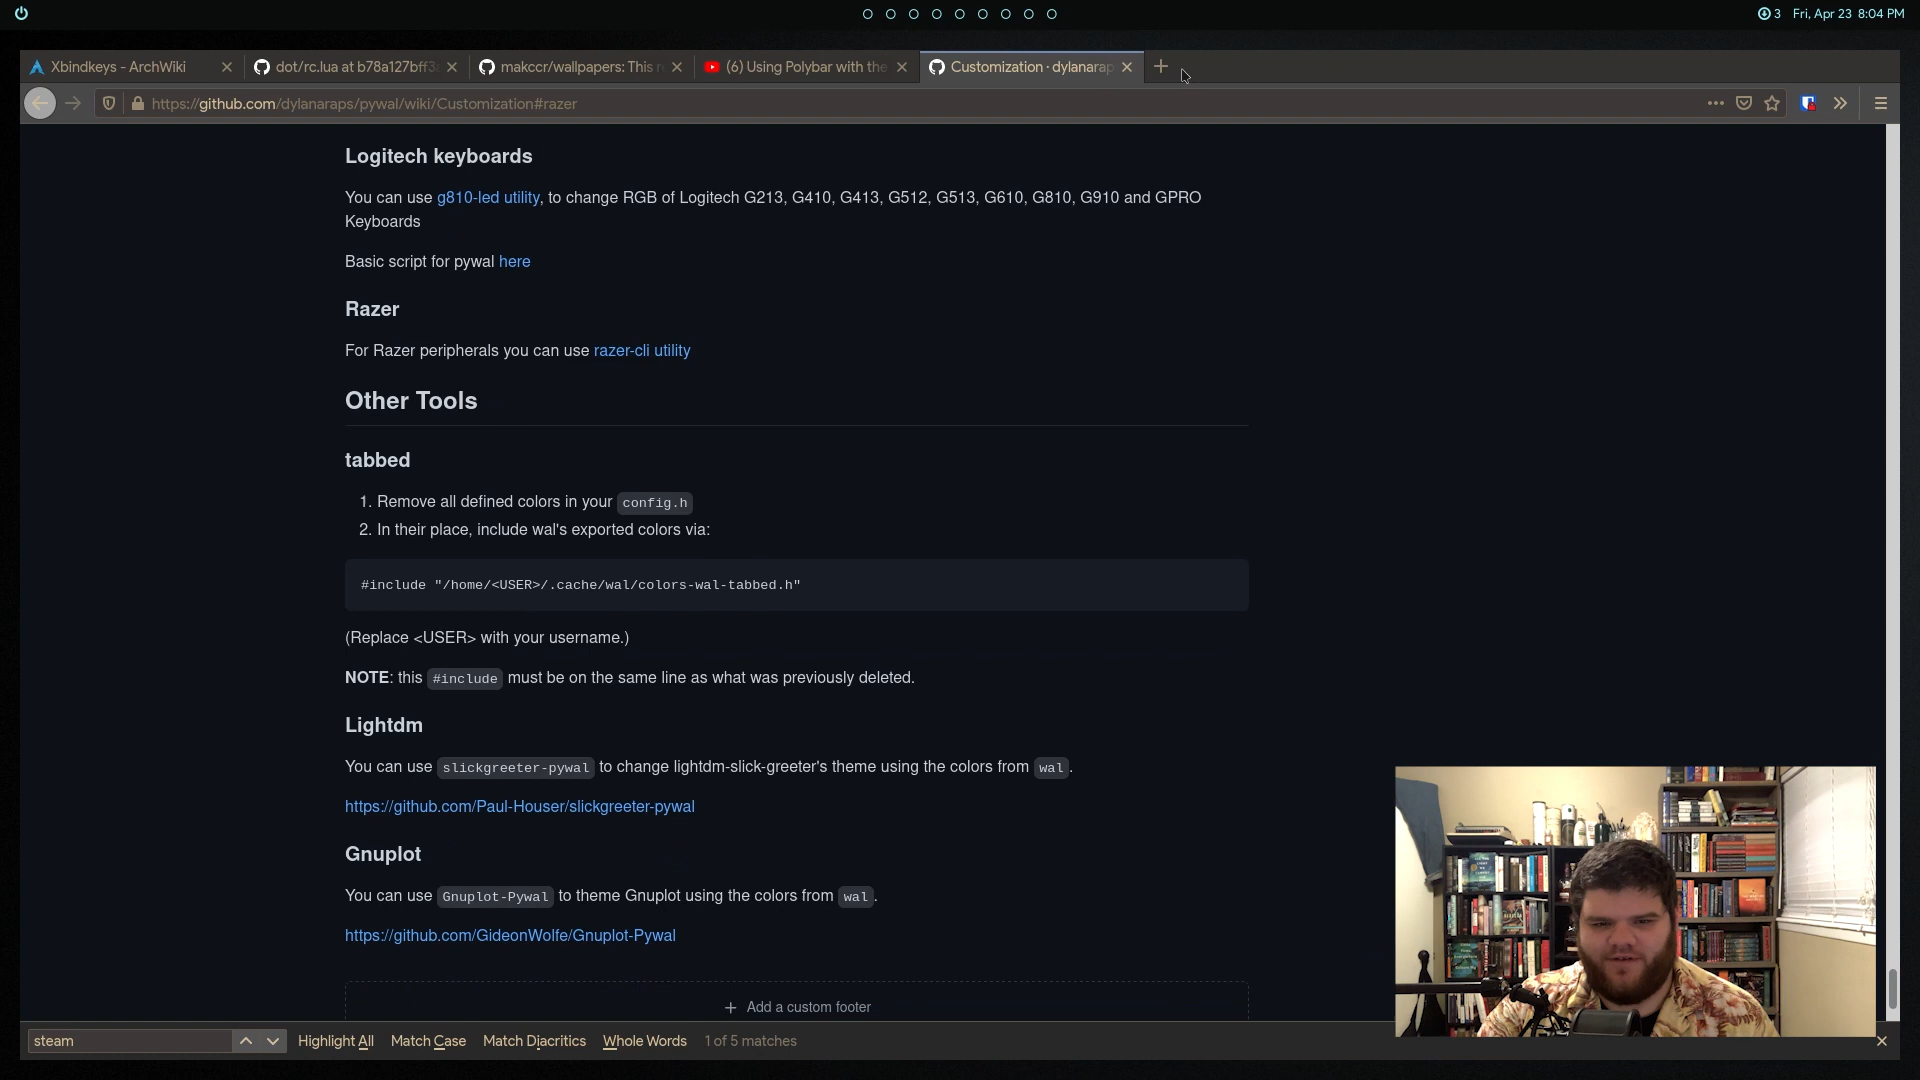 3 Fri, Apr 23 8:04 PM
Xbindkeys - ArchWiki
dot/rc.lua at b78a127bff3
makccr/wallpapers: This r
(6) Using Polybar with the
Customization · dylanarap
https://github.com/dylanaraps/pywal/wiki/Customization#razer
Logitech keyboards
You can use g810-led utility, to change RGB of Logitech G213, G410, G413, G512, G513, G610, G810, G910 and GPRO
Keyboards
Basic script for pywal here
Razer
For Razer peripherals you can use razer-cli utility
Other Tools
tabbed
1. Remove all defined colors in your config.h
2. In their place, include wal's exported colors via:
#include "/home/<USER>/.cache/wal/colors-wal-tabbed.h"
(Replace <USER> with your username.)
NOTE: this #include must be on the same line as what was previously deleted.
Lightdm
You can use slickgreeter-pywal to change lightdm-slick-greeter's theme using the colors from wal.
https://github.com/Paul-Houser/slickgreeter-pywal
Gnuplot
You can use Gnuplot-Pywal to theme Gnuplot using the colors from wal.
https://github.com/GideonWolfe/Gnuplot-Pywal
+ Add a custom footer
steam
Highlight All
Match Case
Match Diacritics
Whole Words
1 of 5 matches